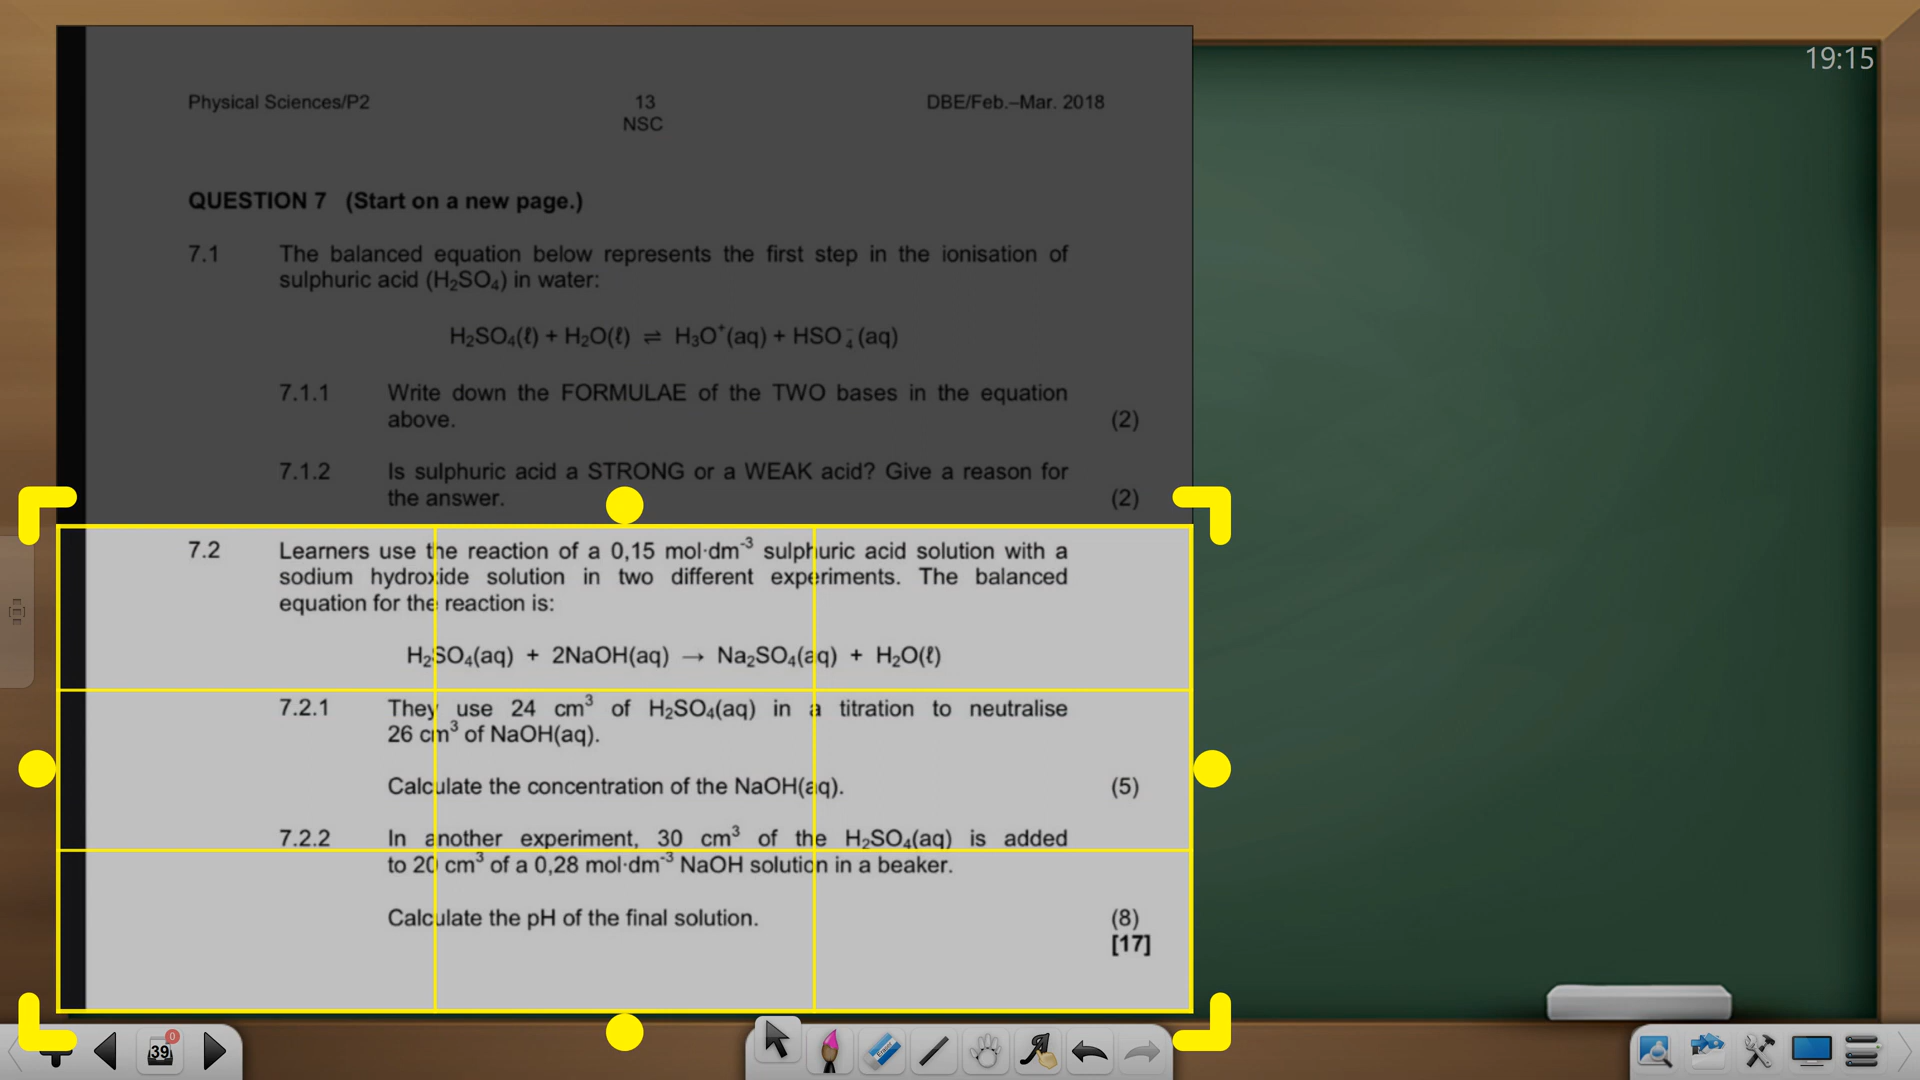 19:15
Physical Sciences/P2 13 DBE/Feb.–Mar. 2018
NSC
QUESTION 7 (Start on a new page.)
7.1 The balanced equation below represents the first step in the ionisation of
sulphuric acid (H₂SO₄) in water:
H₂SO₄(ℓ) + H₂O(ℓ) ⇌ H₃O⁺(aq) + HSO₄⁻(aq)
7.1.1 Write down the FORMULAE of the TWO bases in the equation
above. (2)
7.1.2 Is sulphuric acid a STRONG or a WEAK acid? Give a reason for
the answer. (2)
7.2 Learners use the reaction of a 0,15 mol·dm⁻³ sulphuric acid solution with a
sodium hydroxide solution in two different experiments. The balanced
equation for the reaction is:
H₂SO₄(aq) + 2NaOH(aq) → Na₂SO₄(aq) + H₂O(ℓ)
7.2.1 They use 24 cm³ of H₂SO₄(aq) in a titration to neutralise
26 cm³ of NaOH(aq).
Calculate the concentration of the NaOH(aq). (5)
7.2.2 In another experiment, 30 cm³ of the H₂SO₄(aq) is added
to 20 cm³ of a 0,28 mol·dm⁻³ NaOH solution in a beaker.
Calculate the pH of the final solution. (8)
[17]
39
0
Eraser